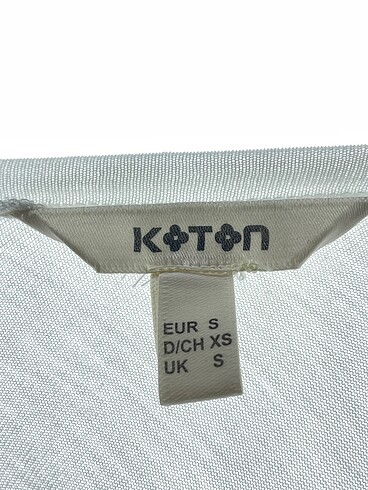 KOTON
EUR S
D/CH XS
UK S